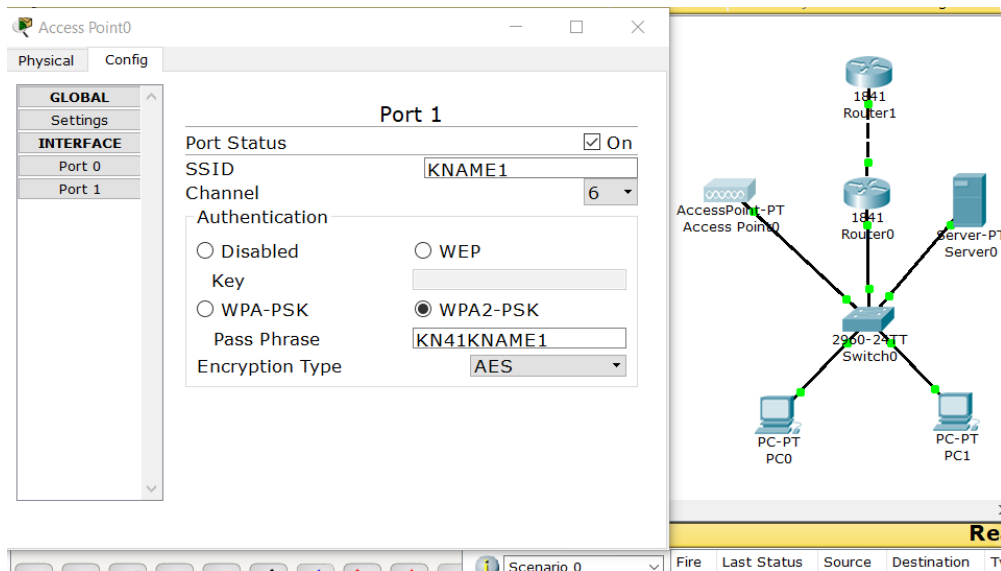 Access Point0
Physical Config
GLOBAL
Settings
INTERFACE
Port 0
Port 1
Port 1
Port Status On
SSID KNAME1
Channel 6
Authentication
Disabled WEP
Key
WPA-PSK WPA2-PSK
Pass Phrase KN41KNAME1
Encryption Type AES
1841
Router1
AccessPoint-PT
Access Point0
1841
Router0
Server-PT
Server0
2960-24TT
Switch0
PC-PT
PC0
PC-PT
PC1
Scenario 0
Fire Last Status Source Destination